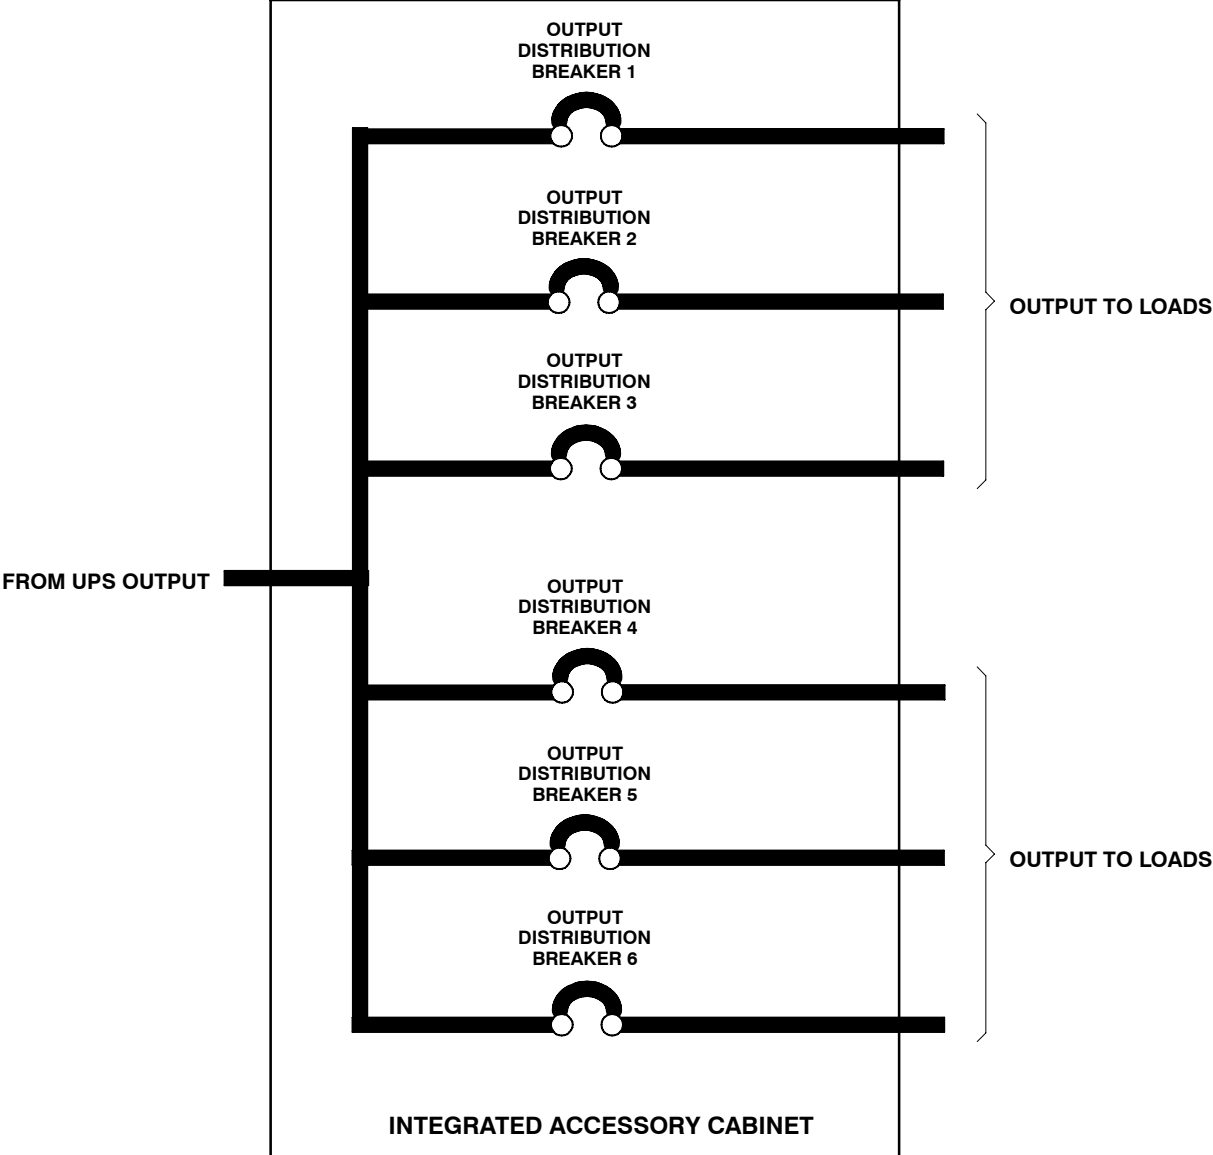 OUTPUT
DISTRIBUTION
BREAKER 1
OUTPUT
DISTRIBUTION
BREAKER 2
OUTPUT TO LOADS
OUTPUT
DISTRIBUTION
BREAKER 3
FROM UPS OUTPUT
OUTPUT
DISTRIBUTION
BREAKER 4
OUTPUT
DISTRIBUTION
BREAKER 5
OUTPUT TO LOADS
OUTPUT
DISTRIBUTION
BREAKER 6
INTEGRATED ACCESSORY CABINET